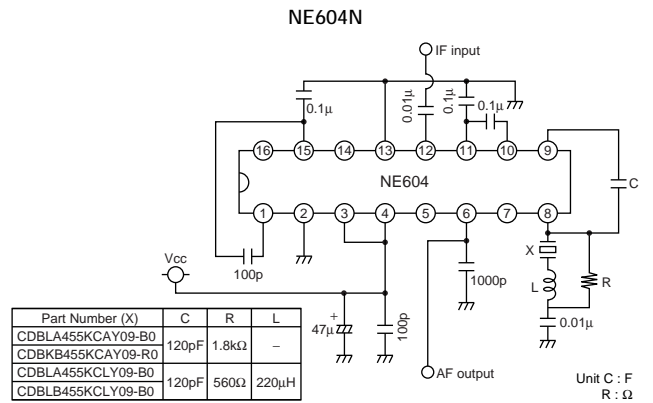 NE604N
IF input
0.1μ
0.01μ
0.1μ
0.1μ
16 15 14 13 12 11 10 9
NE604
C
1 2 3 4 5 6 7 8
Vcc
100p
X
L
R
1000p
0.01μ
+
47μ
100p
AF output
Part Number (X) C R L
CDBLA455KCAY09-B0
CDBKB455KCAY09-R0
120pF 1.8kΩ –
CDBLA455KCLY09-B0
CDBLB455KCLY09-B0
120pF 560Ω 220μH
Unit C : F
R : Ω